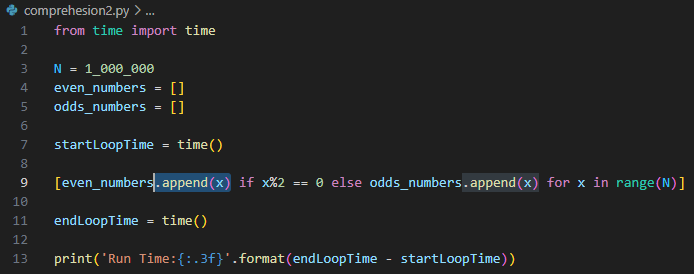 comprehesion2.py > ...
1 from time import time
2
3 N = 1_000_000
4 even_numbers = []
5 odds_numbers = []
6
7 startLoopTime = time()
8
9 [even_numbers.append(x) if x%2 == 0 else odds_numbers.append(x) for x in range(N)]
10
11 endLoopTime = time()
12
13 print('Run Time:{:.3f}'.format(endLoopTime - startLoopTime))